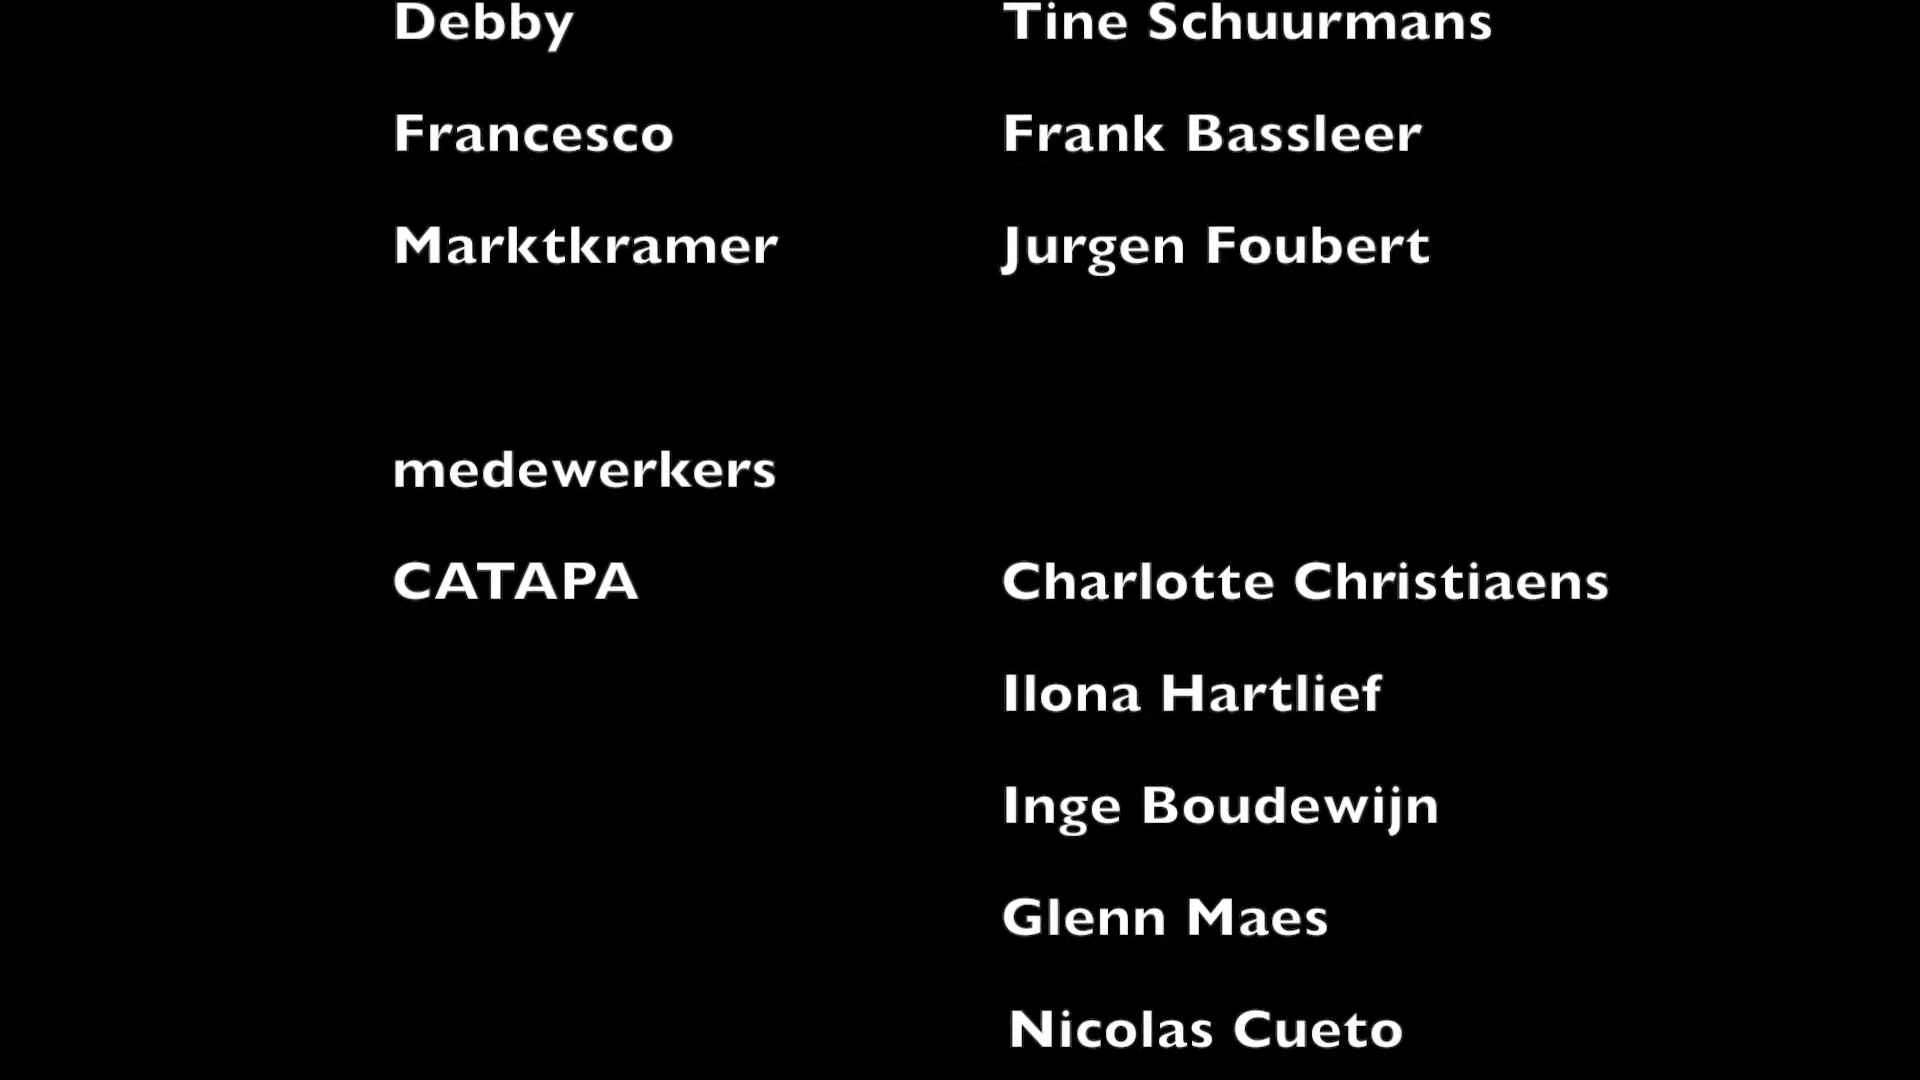 Debby Tine Schuurmans
Francesco Frank Bassleer
Marktkramer Jurgen Foubert
medewerkers
CATAPA Charlotte Christiaens
Ilona Hartlief
Inge Boudewijn
Glenn Maes
Nicolas Cueto